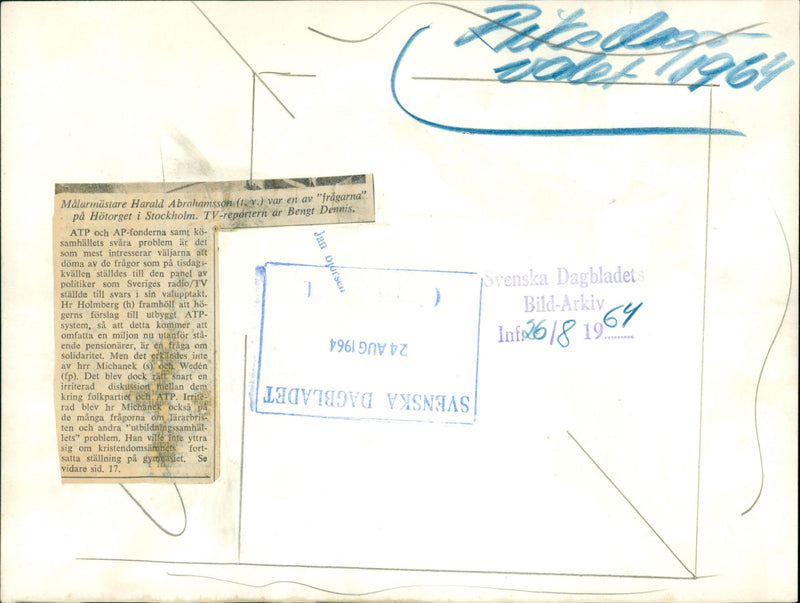 Riksdags-
valet 1964
Målarmästare Harald Abrahamsson (t. v.) var en av "frågarna"
på Hötorget i Stockholm. TV-reportern är Bengt Dennis.
ATP och AP-fonderna samt kö-
samhällets svåra problem är det
som mest intresserar väljarna att
döma av de frågor som på tisdags-
kvällen ställdes till den panel av
politiker som Sveriges radio/TV
ställde till svars i sin valupptakt.
Hr Holmberg (h) framhöll att hö-
gerns förslag till utbyggt ATP-
system, så att detta kommer att
omfatta en miljon nu utanför stå-
ende pensionärer, är en fråga om
solidaritet. Men det erkändes inte
av hrr Michanek (s) och Wedén
(fp). Det blev dock rätt snart en
irriterad diskussion mellan dem
kring folkpartiet och ATP. Irrite-
rad blev hr Michanek också på
de många frågorna om lärarbris-
ten och andra "utbildningssamhäl-
lets" problem. Han ville inte yttra
sig om kristendomsämnets fort-
satta ställning på gymnasiet. Se
vidare sid. 17.
Jan Björsson
SVENSKA DAGBLADET
24 AUG 1964
Svenska Dagbladets
Bild-Arkiv
Inf. 26/8 1964